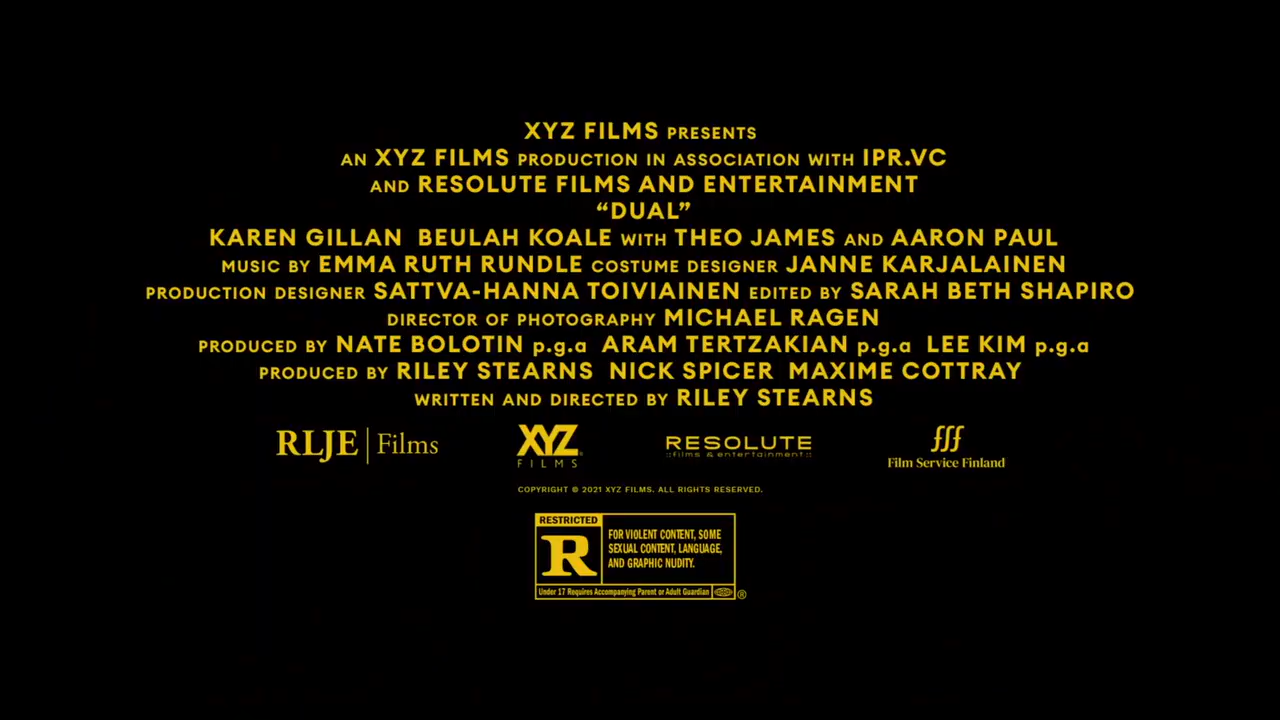 XYZ FILMS PRESENTS
AN XYZ FILMS PRODUCTION IN ASSOCIATION WITH IPR.VC
AND RESOLUTE FILMS AND ENTERTAINMENT
“DUAL”
KAREN GILLAN BEULAH KOALE WITH THEO JAMES AND AARON PAUL
MUSIC BY EMMA RUTH RUNDLE COSTUME DESIGNER JANNE KARJALAINEN
PRODUCTION DESIGNER SATTVA-HANNA TOIVIAINEN EDITED BY SARAH BETH SHAPIRO
DIRECTOR OF PHOTOGRAPHY MICHAEL RAGEN
PRODUCED BY NATE BOLOTIN p.g.a ARAM TERTZAKIAN p.g.a LEE KIM p.g.a
PRODUCED BY RILEY STEARNS NICK SPICER MAXIME COTTRAY
WRITTEN AND DIRECTED BY RILEY STEARNS
RLJE | Films
XYZ
FILMS
RESOLUTE
::films & entertainment::
fff
Film Service Finland
COPYRIGHT © 2021 XYZ FILMS. ALL RIGHTS RESERVED.
RESTRICTED
R
FOR VIOLENT CONTENT, SOME
SEXUAL CONTENT, LANGUAGE,
AND GRAPHIC NUDITY.
Under 17 Requires Accompanying Parent or Adult Guardian ®